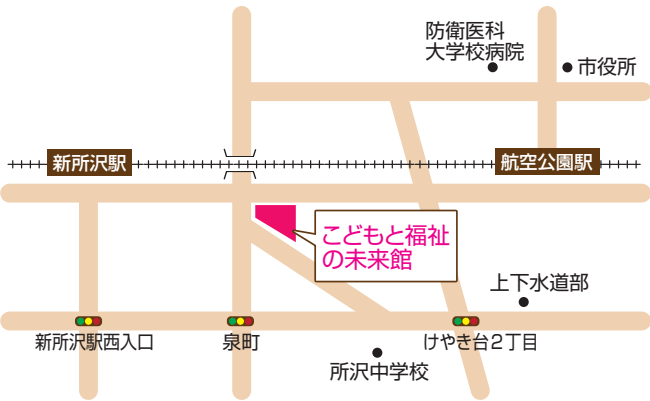 防衛医科
大学校病院
市役所
新所沢駅
航空公園駅
こどもと福祉
の未来館
上下水道部
新所沢駅西入口
泉町
けやき台2丁目
所沢中学校